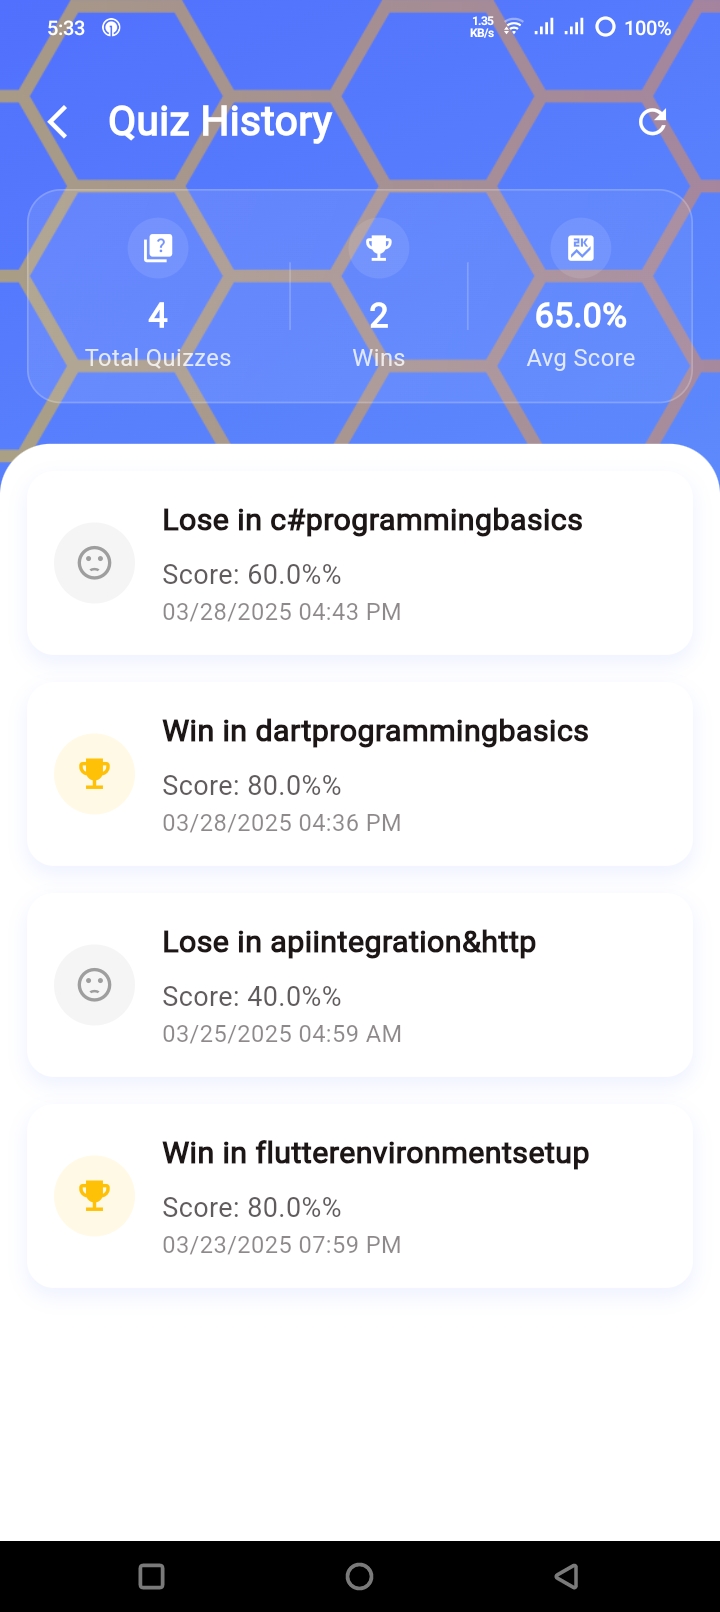 5:33
1.35
KB/s
100%
Quiz History
4
Total Quizzes
2
Wins
2K
65.0%
Avg Score
Lose in c#programmingbasics
Score: 60.0%%
03/28/2025 04:43 PM
Win in dartprogrammingbasics
Score: 80.0%%
03/28/2025 04:36 PM
Lose in apiintegration&http
Score: 40.0%%
03/25/2025 04:59 AM
Win in flutterenvironmentsetup
Score: 80.0%%
03/23/2025 07:59 PM